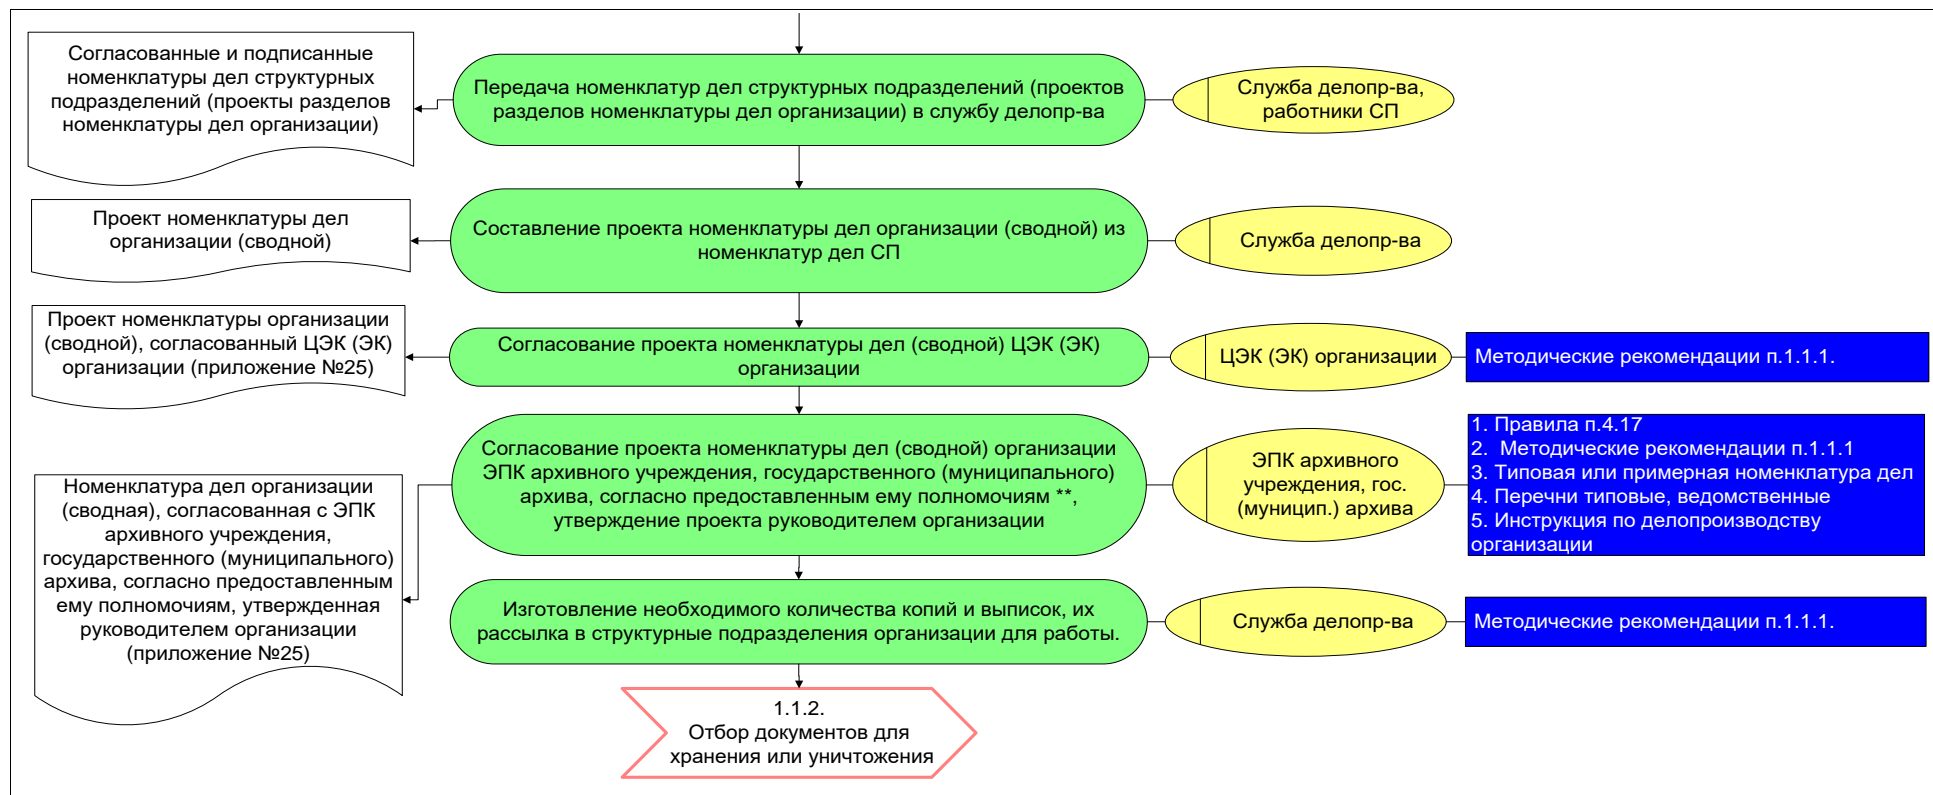 Согласованные и подписанные
номенклатуры дел структурных
подразделений (проекты разделов
номенклатуры дел организации)
Передача номенклатур дел структурных подразделений (проектов
разделов номенклатуры дел организации) в службу делопр-ва
Служба делопр-ва,
работники СП
Проект номенклатуры дел
организации (сводной)
Составление проекта номенклатуры дел организации (сводной) из
номенклатур дел СП
Служба делопр-ва
Проект номенклатуры организации
(сводной), согласованный ЦЭК (ЭК)
организации (приложение №25)
Согласование проекта номенклатуры дел (сводной) ЦЭК (ЭК)
организации
ЦЭК (ЭК) организации
Методические рекомендации п.1.1.1.
Номенклатура дел организации
(сводная), согласованная с ЭПК
архивного учреждения,
государственного (муниципального)
архива, согласно предоставленным
ему полномочиям, утвержденная
руководителем организации
(приложение №25)
Согласование проекта номенклатуры дел (сводной) организации
ЭПК архивного учреждения, государственного (муниципального)
архива, согласно предоставленным ему полномочиям **,
утверждение проекта руководителем организации
ЭПК архивного
учреждения, гос.
(муницип.) архива
1. Правила п.4.17
2.  Методические рекомендации п.1.1.1
3. Типовая или примерная номенклатура дел
4. Перечни типовые, ведомственные
5. Инструкция по делопроизводству
организации
Изготовление необходимого количества копий и выписок, их
рассылка в структурные подразделения организации для работы.
Служба делопр-ва
Методические рекомендации п.1.1.1.
1.1.2.
Отбор документов для
хранения или уничтожения